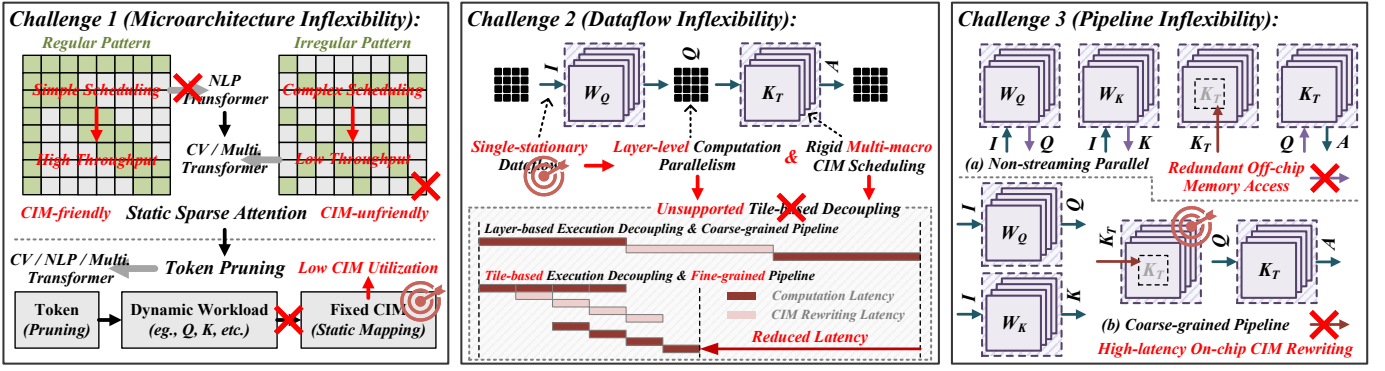 Challenge 1 (Microarchitecture Inflexibility):
Regular Pattern
Irregular Pattern
Simple Scheduling
NLP
Transformer
Complex Scheduling
High Throughput
CV / Multi.
Transformer
Low Throughput
CIM-friendly
Static Sparse Attention
CIM-unfriendly
CV / NLP / Multi.
Transformer
Token Pruning
Low CIM Utilization
Token
(Pruning)
Dynamic Workload
(eg., Q, K, etc.)
Fixed CIM
(Static Mapping)
Challenge 2 (Dataflow Inflexibility):
I
W_Q
Q
K_T
A
Single-stationary
Dataflow
Layer-level Computation
Parallelism
&
Rigid Multi-macro
CIM Scheduling
Unsupported Tile-based Decoupling
Layer-based Execution Decoupling & Coarse-grained Pipeline
Tile-based Execution Decoupling & Fine-grained Pipeline
Computation Latency
CIM Rewriting Latency
Reduced Latency
Challenge 3 (Pipeline Inflexibility):
W_Q
W_K
K_T
K_T
I
Q
I
K
K_T
Q
A
(a) Non-streaming Parallel
Redundant Off-chip
Memory Access
I
W_Q
Q
K_T
K_T
Q
K_T
A
I
W_K
K
(b) Coarse-grained Pipeline
High-latency On-chip CIM Rewriting